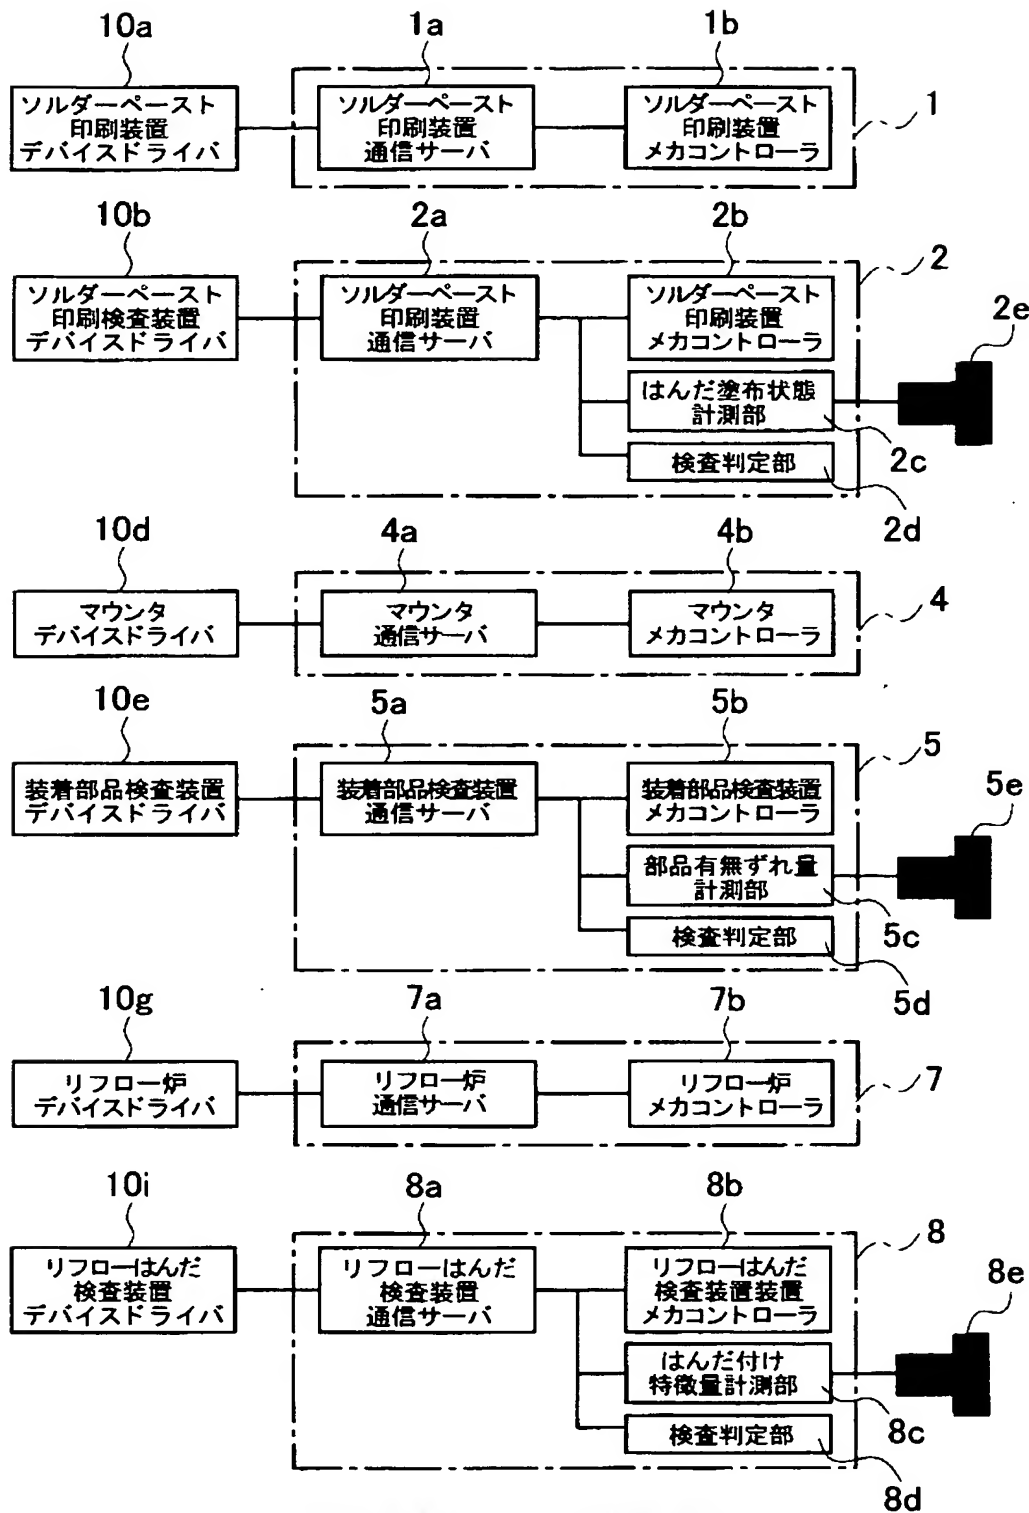 10a
1a
1b
ソルダーペースト
印刷装置
デバイスドライバ
ソルダーペースト
印刷装置
通信サーバ
ソルダーペースト
印刷装置
メカコントローラ
1
10b
2a
2b
ソルダーペースト
印刷検査装置
デバイスドライバ
ソルダーペースト
印刷装置
通信サーバ
ソルダーペースト
印刷装置
メカコントローラ
2
2e
はんだ塗布状態
計測部
2c
検査判定部
2d
10d
4a
4b
マウンタ
デバイスドライバ
マウンタ
通信サーバ
マウンタ
メカコントローラ
4
10e
5a
5b
装着部品検査装置
デバイスドライバ
装着部品検査装置
通信サーバ
装着部品検査装置
メカコントローラ
5
5e
部品有無ずれ量
計測部
5c
検査判定部
5d
10g
7a
7b
リフロー炉
デバイスドライバ
リフロー炉
通信サーバ
リフロー炉
メカコントローラ
7
10i
8a
8b
リフローはんだ
検査装置
デバイスドライバ
リフローはんだ
検査装置
通信サーバ
リフローはんだ
検査装置装置
メカコントローラ
8
8e
はんだ付け
特徴量計測部
8c
検査判定部
8d